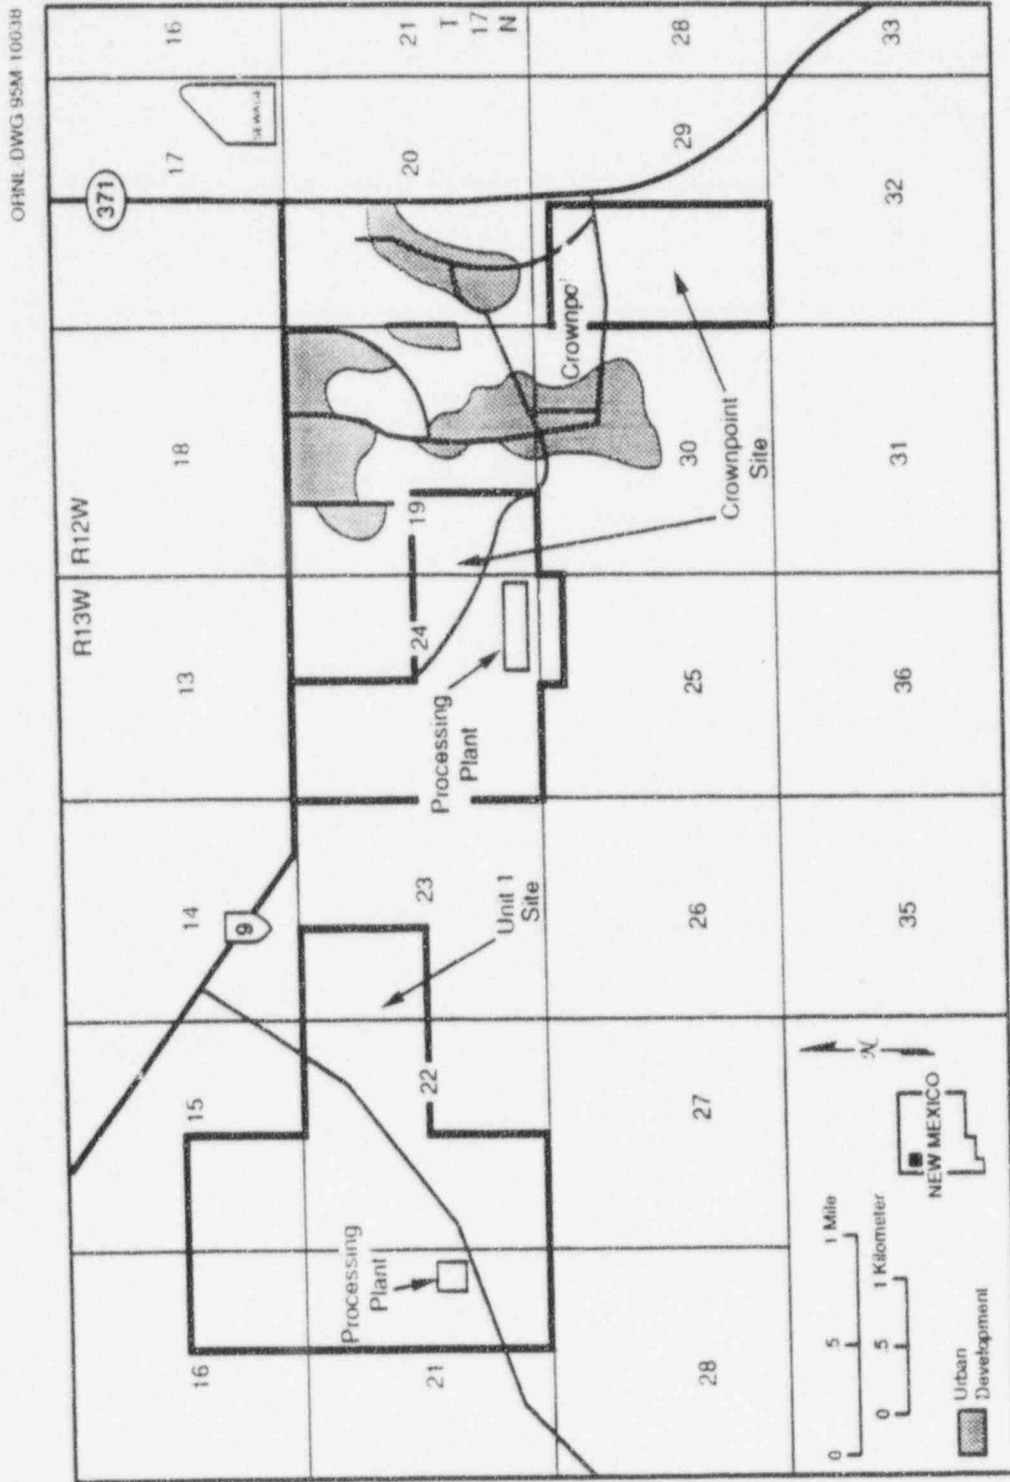 ORNL DWG 95M-10038
R13W
R12W
371
16
15
14
13
18
17
16
9
SEWAGE
21
22
23
24
19
20
21
T
17
N
Processing
Plant
Unit 1
Site
Processing
Plant
Crownpo
28
27
26
25
30
29
28
Crownpoint
Site
35
36
31
32
33
0
.5
1 Mile
0
.5
1 Kilometer
Urban
Development
NEW MEXICO
N